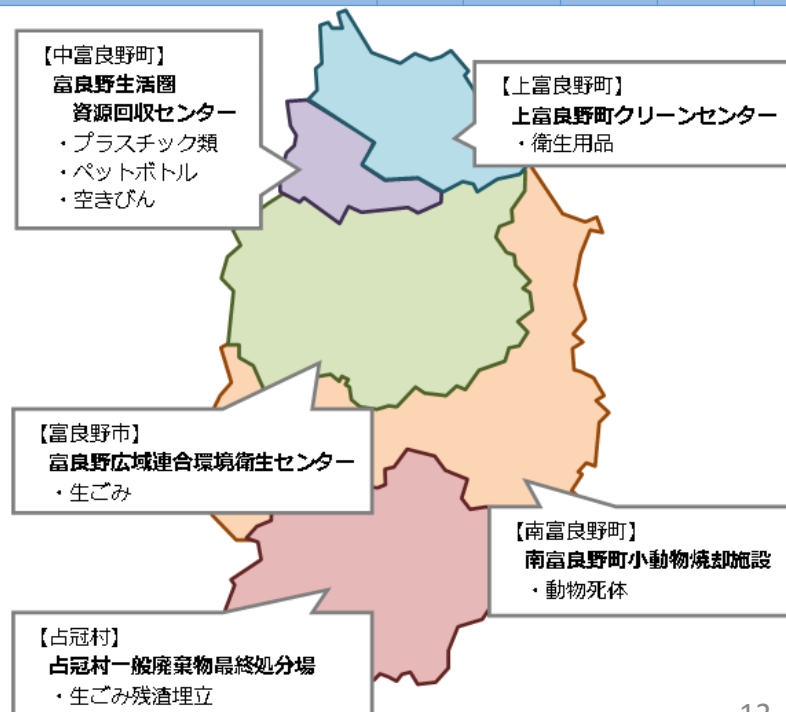 【中富良野町】
富良野生活圏
資源回収センター
・プラスチック類
・ペットボトル
・空きびん
【上富良野町】
上富良野町クリーンセンター
・衛生用品
【富良野市】
富良野広域連合環境衛生センター
・生ごみ
【南富良野町】
南富良野町小動物焼却施設
・動物死体
【占冠村】
占冠村一般廃棄物最終処分場
・生ごみ残渣埋立